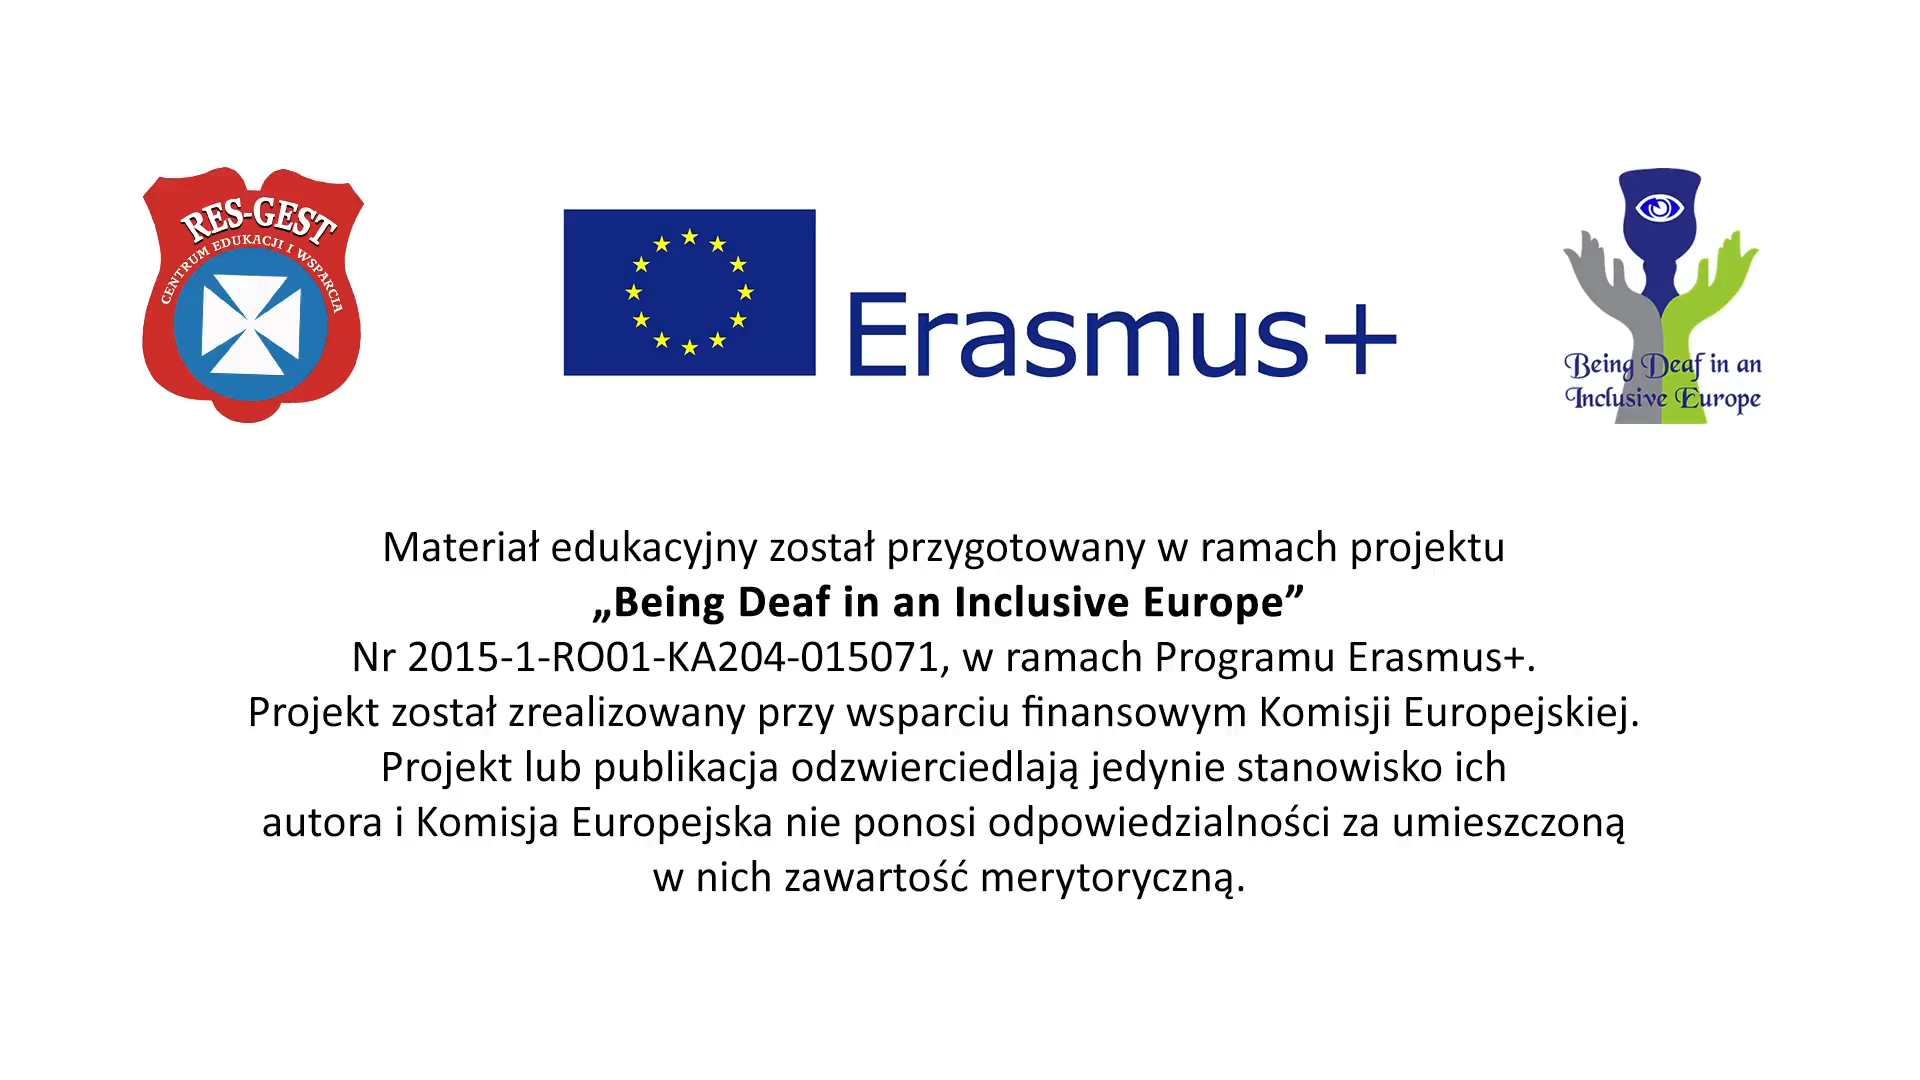 RES-GEST
CENTRUM EDUKACJI I WSPARCIA
Erasmus+
Being Deaf in an
Inclusive Europe
Materiał edukacyjny został przygotowany w ramach projektu
„Being Deaf in an Inclusive Europe”
Nr 2015-1-RO01-KA204-015071, w ramach Programu Erasmus+.
Projekt został zrealizowany przy wsparciu finansowym Komisji Europejskiej.
Projekt lub publikacja odzwierciedlają jedynie stanowisko ich
autora i Komisja Europejska nie ponosi odpowiedzialności za umieszczoną
w nich zawartość merytoryczną.